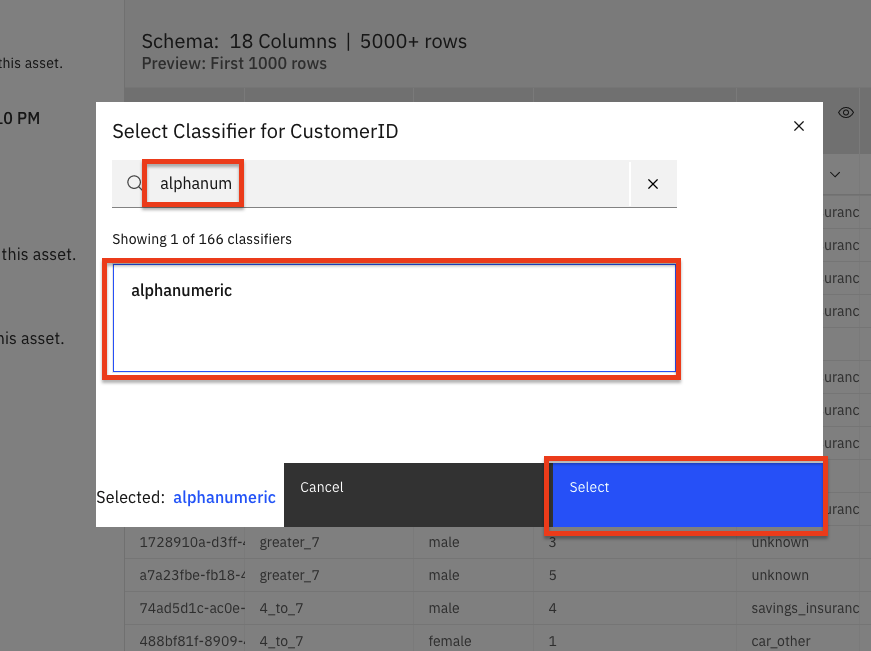 Schema:  18 Columns  |  5000+ rows
this asset.
Preview: First 1000 rows
.0 PM
Select Classifier for CustomerID
alphanum
uranc
Showing 1 of 166 classifiers
uranc
this asset.
uranc
alphanumeric
uranc
his asset.
uranc
uranc
uranc
Cancel
Select
Selected:  alphanumeric
uranc
1728910a-d3ff-4 greater_7 male 3 unknown
a7a23fbe-fb18-4 greater_7 male 5 unknown
74ad5d1c-ac0e- 4_to_7 male 4 savings_insuranc
488bf81f-8909-4 4_to_7 female 1 car_other